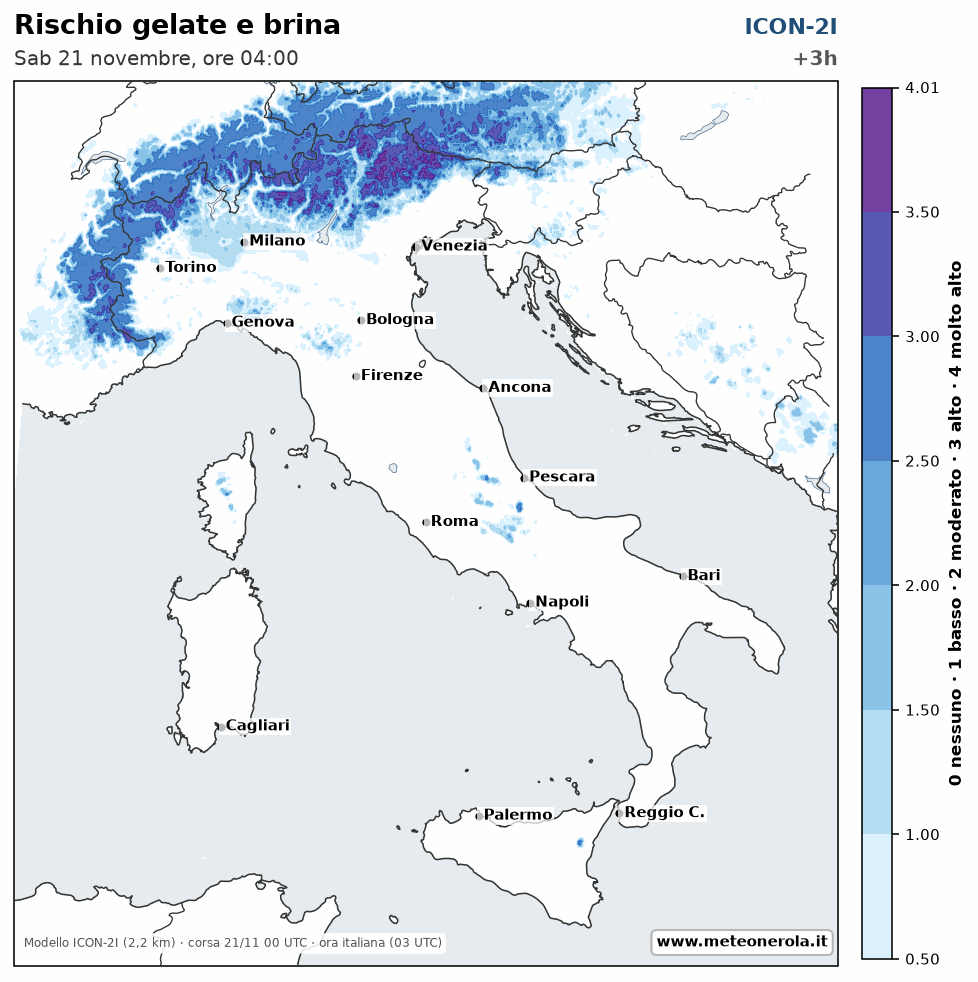 Rischio gelate e brina
ICON-2I
Sab 21 novembre, ore 04:00
+3h
4.01
3.50
3.00
2.50
2.00
1.50
1.00
0.50
0 nessuno · 1 basso · 2 moderato · 3 alto · 4 molto alto
Milano
Venezia
Torino
Genova
Bologna
Firenze
Ancona
Pescara
Roma
Bari
Napoli
Cagliari
Palermo
Reggio C.
Modello ICON-2I (2,2 km) · corsa 21/11 00 UTC · ora italiana (03 UTC)
www.meteonerola.it